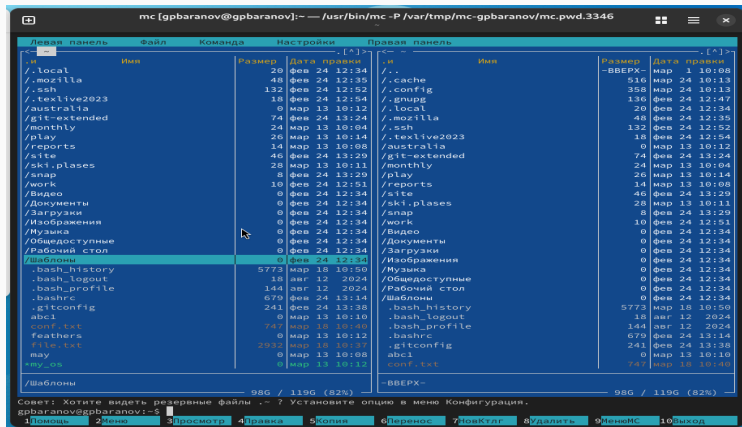 mc [gpbaranov@gpbaranov]:~ — /usr/bin/mc -P /var/tmp/mc-gpbaranov/mc.pwd.3346
Левая панель Файл Команда Настройки Правая панель
<— ~ .[^]>
.и Имя Размер Дата правки
/.local 20 фев 24 12:34
/.mozilla 48 фев 24 12:35
/.ssh 132 фев 24 12:52
/.texlive2023 18 фев 24 12:54
/australia 0 мар 13 10:12
/git-extended 74 фев 24 13:24
/monthly 24 мар 13 10:04
/play 26 мар 13 10:14
/reports 14 мар 13 10:08
/site 46 фев 24 13:29
/ski.plases 28 мар 13 10:11
/snap 8 фев 24 13:29
/work 10 фев 24 12:51
/Видео 0 фев 24 12:34
/Документы 0 фев 24 12:34
/Загрузки 0 фев 24 12:34
/Изображения 0 фев 24 12:34
/Музыка 0 фев 24 12:34
/Общедоступные 0 фев 24 12:34
/Рабочий стол 0 фев 24 12:34
/Шаблоны 0 фев 24 12:34
.bash_history 5773 мар 18 10:50
.bash_logout 18 авг 12 2024
.bash_profile 144 авг 12 2024
.bashrc 679 фев 24 13:14
.gitconfig 241 фев 24 13:38
abc1 0 мар 13 10:10
conf.txt 747 мар 18 10:40
feathers 0 мар 13 10:12
file.txt 2932 мар 18 10:37
may 0 мар 13 10:08
*my_os 0 мар 13 10:12
/Шаблоны
98G / 119G (82%)
<— ~ .[^]>
.и Имя Размер Дата правки
/.. -ВВЕРХ- мар 1 10:08
/.cache 516 мар 24 10:13
/.config 358 мар 24 10:13
/.gnupg 136 фев 24 12:47
/.local 20 фев 24 12:34
/.mozilla 48 фев 24 12:35
/.ssh 132 фев 24 12:52
/.texlive2023 18 фев 24 12:54
/australia 0 мар 13 10:12
/git-extended 74 фев 24 13:24
/monthly 24 мар 13 10:04
/play 26 мар 13 10:14
/reports 14 мар 13 10:08
/site 46 фев 24 13:29
/ski.plases 28 мар 13 10:11
/snap 8 фев 24 13:29
/work 10 фев 24 12:51
/Видео 0 фев 24 12:34
/Документы 0 фев 24 12:34
/Загрузки 0 фев 24 12:34
/Изображения 0 фев 24 12:34
/Музыка 0 фев 24 12:34
/Общедоступные 0 фев 24 12:34
/Рабочий стол 0 фев 24 12:34
/Шаблоны 0 фев 24 12:34
.bash_history 5773 мар 18 10:50
.bash_logout 18 авг 12 2024
.bash_profile 144 авг 12 2024
.bashrc 679 фев 24 13:14
.gitconfig 241 фев 24 13:38
abc1 0 мар 13 10:10
conf.txt 747 мар 18 10:40
-ВВЕРХ-
98G / 119G (82%)
Совет: Хотите видеть резервные файлы .~ ? Установите опцию в меню Конфигурация.
gpbaranov@gpbaranov:~$
1Помощь 2Меню 3Просмотр 4Правка 5Копия 6Перенос 7НовКтлг 8Удалить 9МенюMC 10Выход